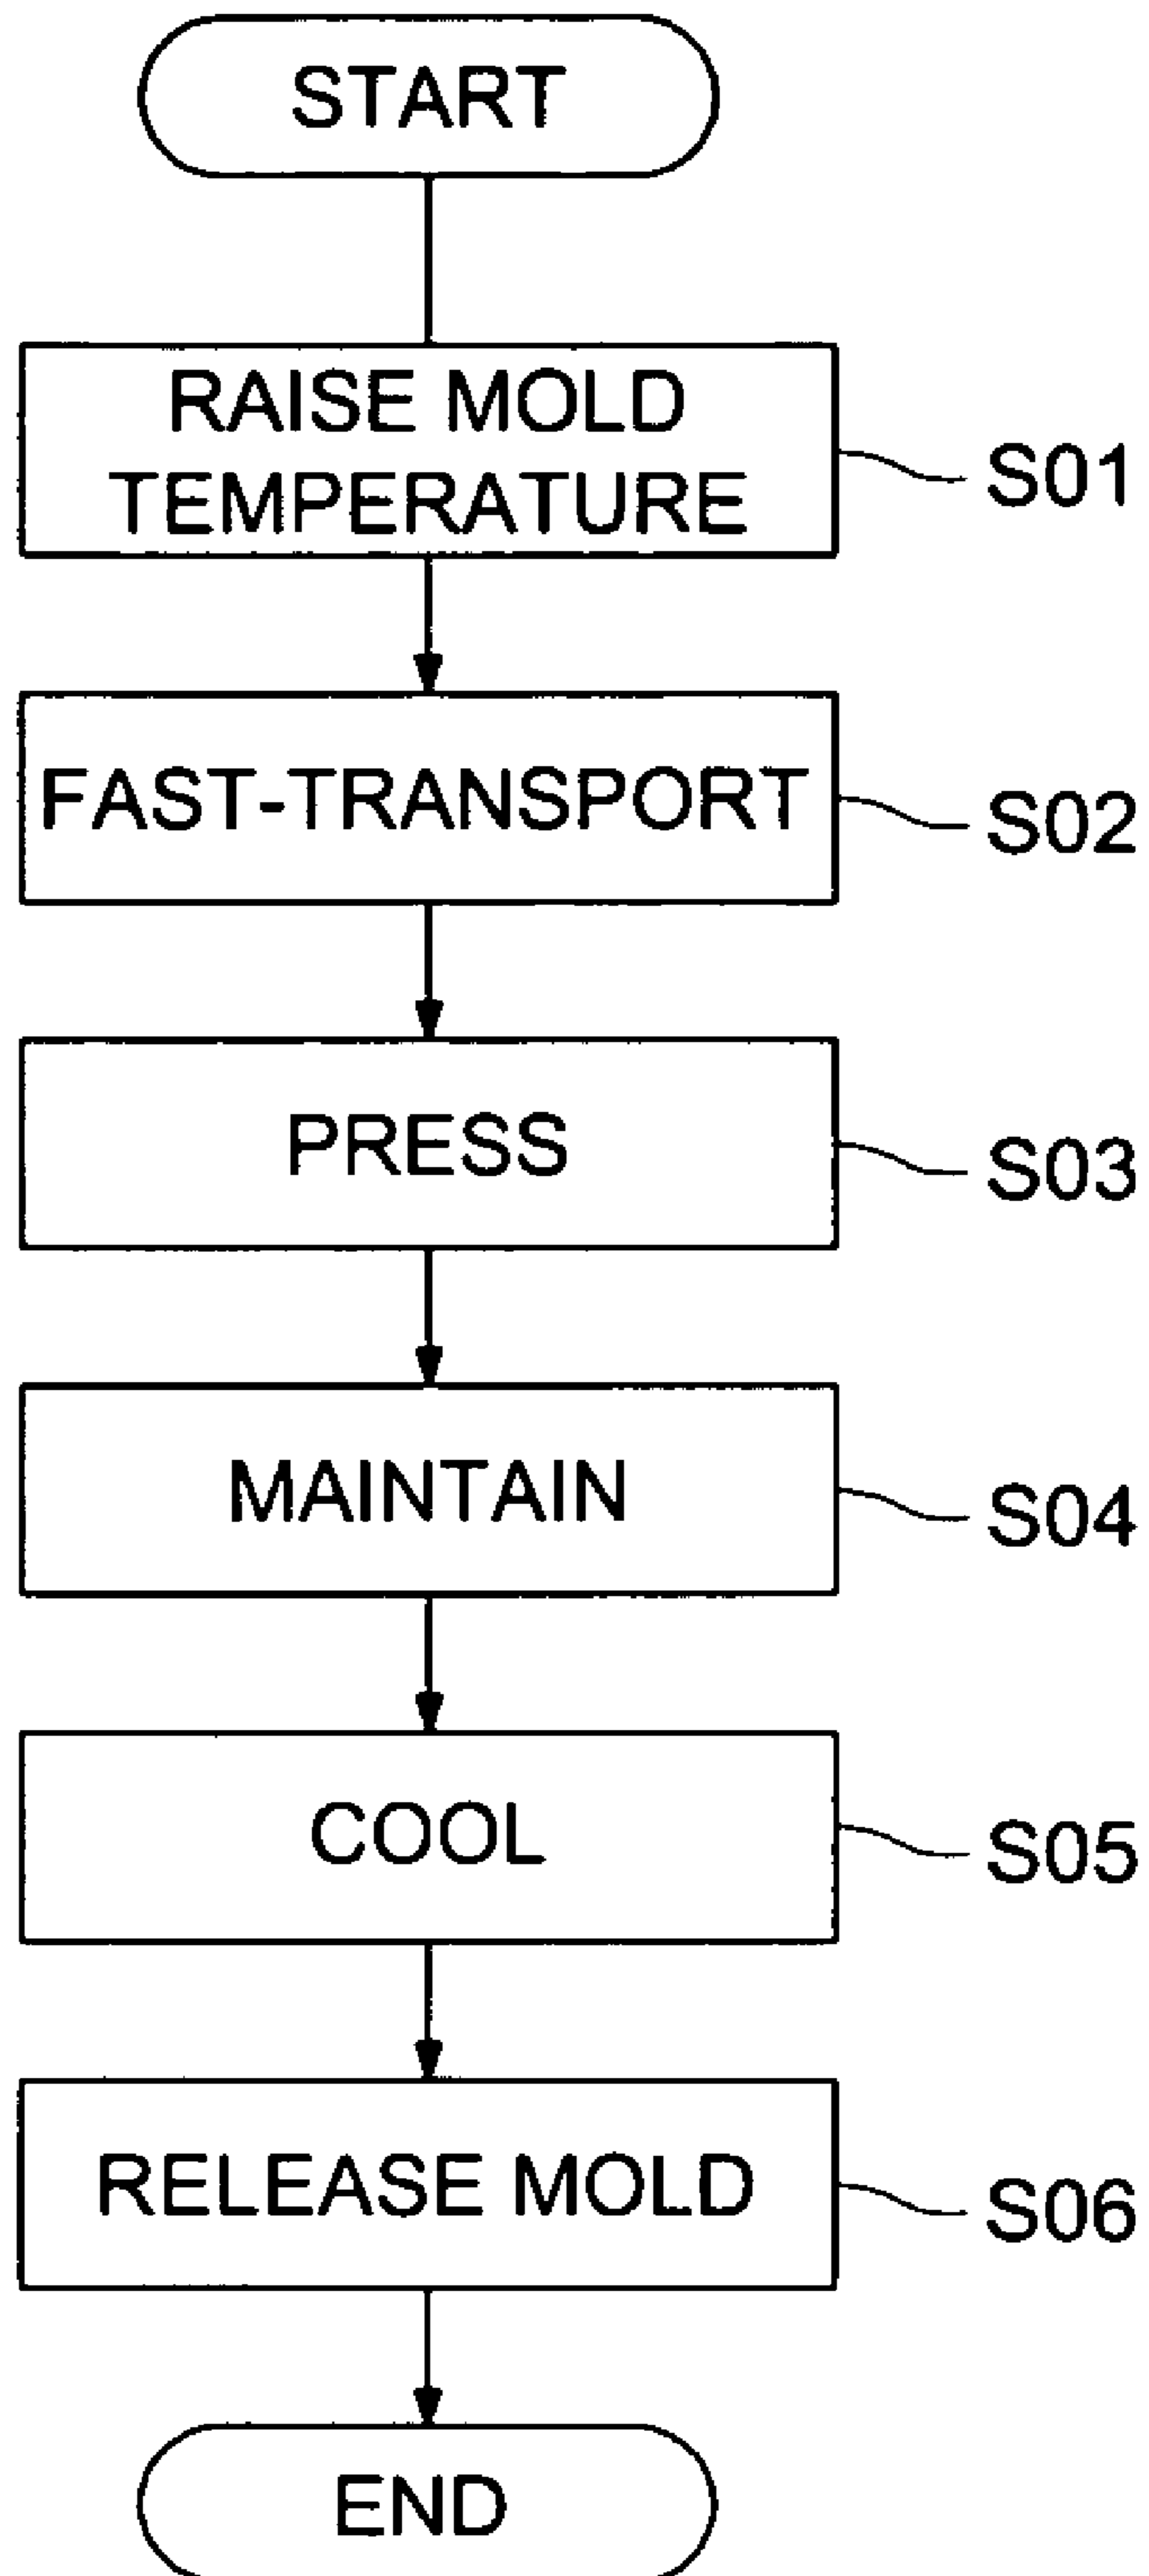 START
RAISE MOLD
TEMPERATURE
S01
FAST-TRANSPORT
S02
PRESS
S03
MAINTAIN
S04
COOL
S05
RELEASE MOLD
S06
END